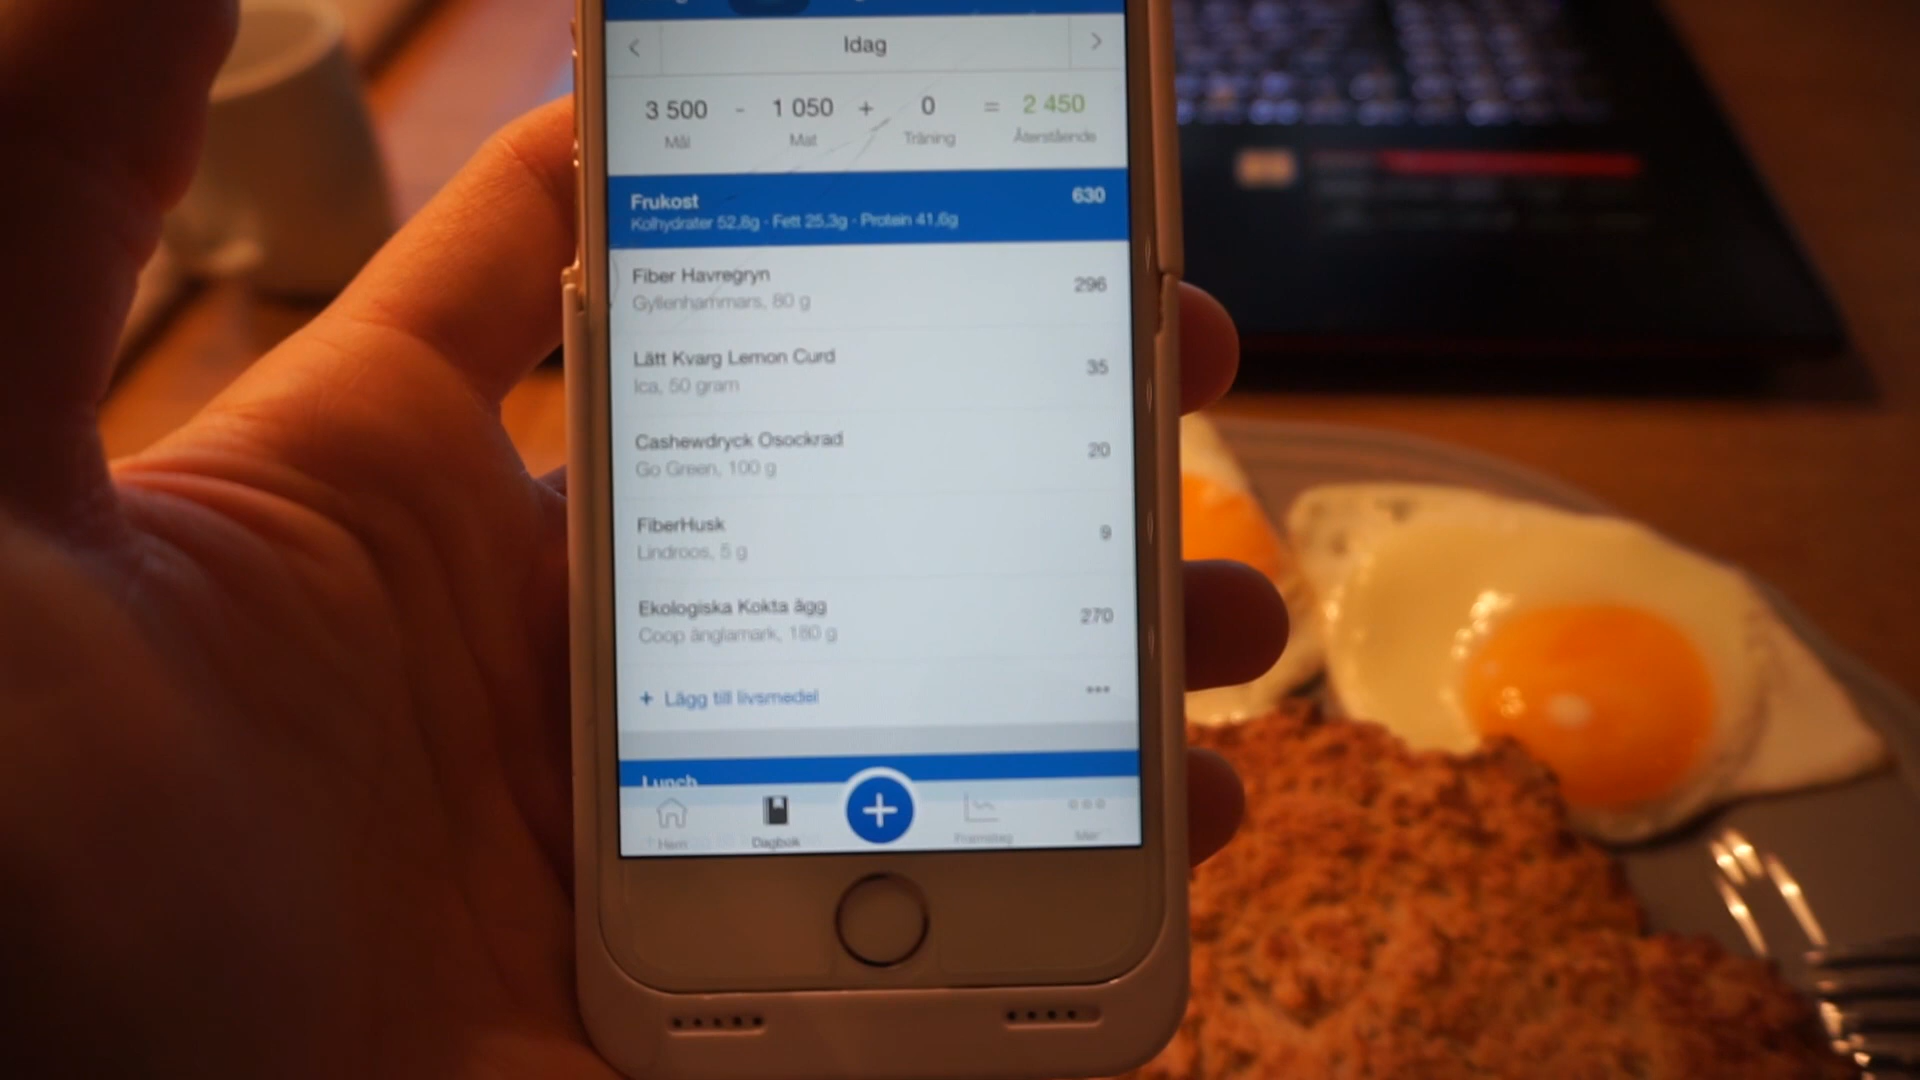 Idag
3 500 - 1 050 + 0 = 2 450
Mål Mat Träning Återstående
Frukost 630
Kolhydrater 52,8g · Fett 25,3g · Protein 41,6g
Fiber Havregryn 296
Gyllenhammars, 80 g
Lätt Kvarg Lemon Curd 35
Ica, 50 gram
Cashewdryck Osockrad 20
Go Green, 100 g
FiberHusk 9
Lindroos, 5 g
Ekologiska Kokta ägg 270
Coop änglamark, 180 g
+ Lägg till livsmedel
Lunch
Hem Dagbok Framsteg Mer